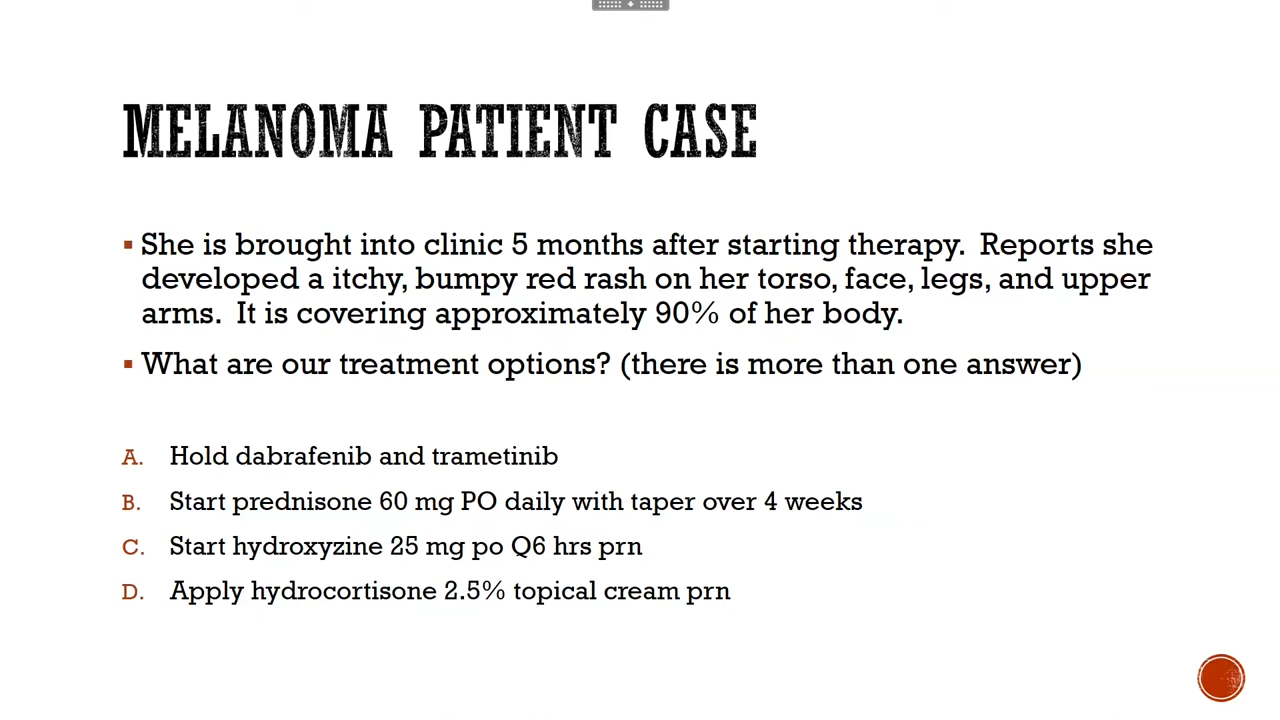 MELANOMA PATIENT CASE
▪ She is brought into clinic 5 months after starting therapy. Reports she
developed a itchy, bumpy red rash on her torso, face, legs, and upper
arms. It is covering approximately 90% of her body.
▪ What are our treatment options? (there is more than one answer)
A. Hold dabrafenib and trametinib
B. Start prednisone 60 mg PO daily with taper over 4 weeks
C. Start hydroxyzine 25 mg po Q6 hrs prn
D. Apply hydrocortisone 2.5% topical cream prn